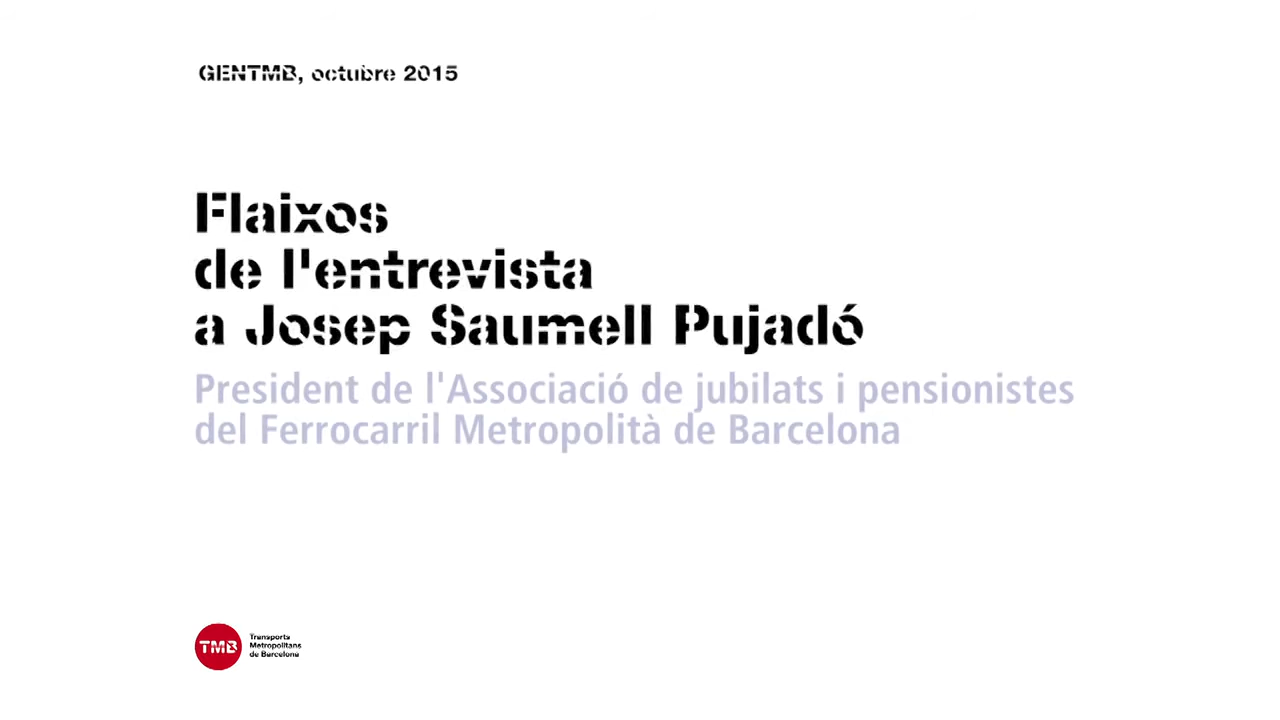 GENTMB, octubre 2015
Flaixos
de l'entrevista
a Josep Saumell Pujadó
President de l'Associació de jubilats i pensionistes
del Ferrocarril Metropolità de Barcelona
TMB
Transports
Metropolitans
de Barcelona